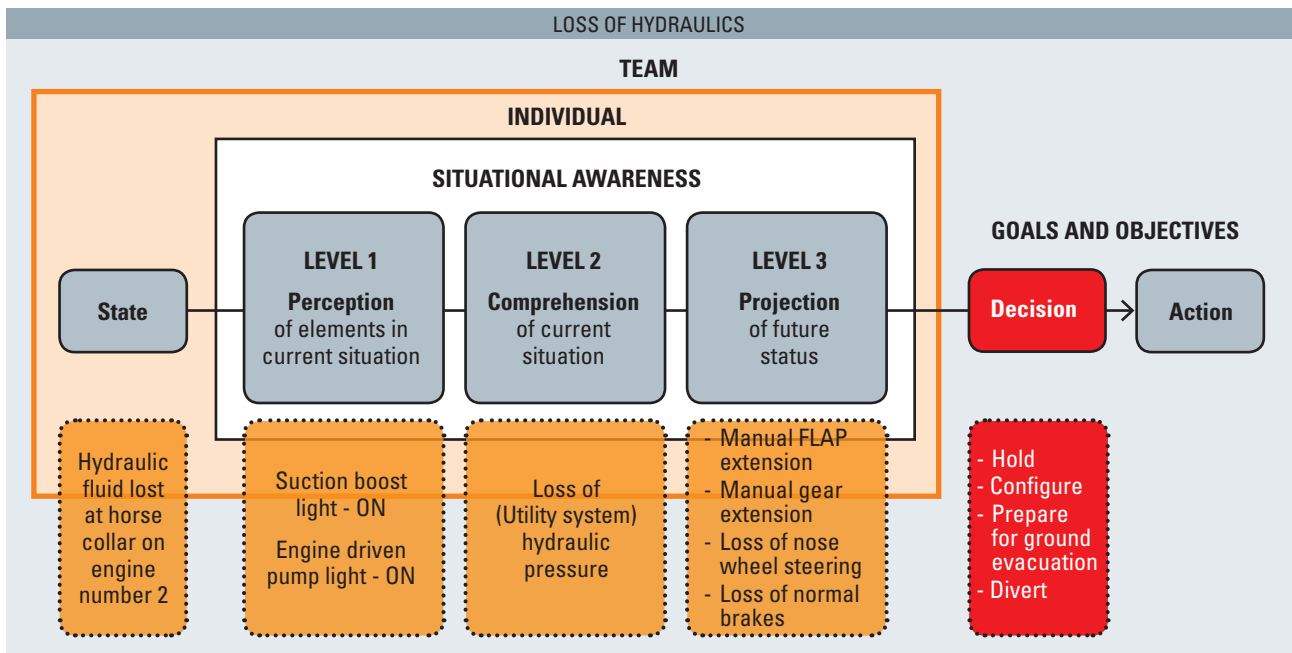 LOSS OF HYDRAULICS
TEAM
INDIVIDUAL
SITUATIONAL AWARENESS
GOALS AND OBJECTIVES
State
LEVEL 1
Perception
of elements in
current situation
LEVEL 2
Comprehension
of current
situation
LEVEL 3
Projection
of future
status
Decision
Action
Hydraulic
fluid lost
at horse
collar on
engine
number 2
Suction boost
light - ON
Engine driven
pump light - ON
Loss of
(Utility system)
hydraulic
pressure
- Manual FLAP
extension
- Manual gear
extension
- Loss of nose
wheel steering
- Loss of normal
brakes
- Hold
- Configure
- Prepare
for ground
evacuation
- Divert